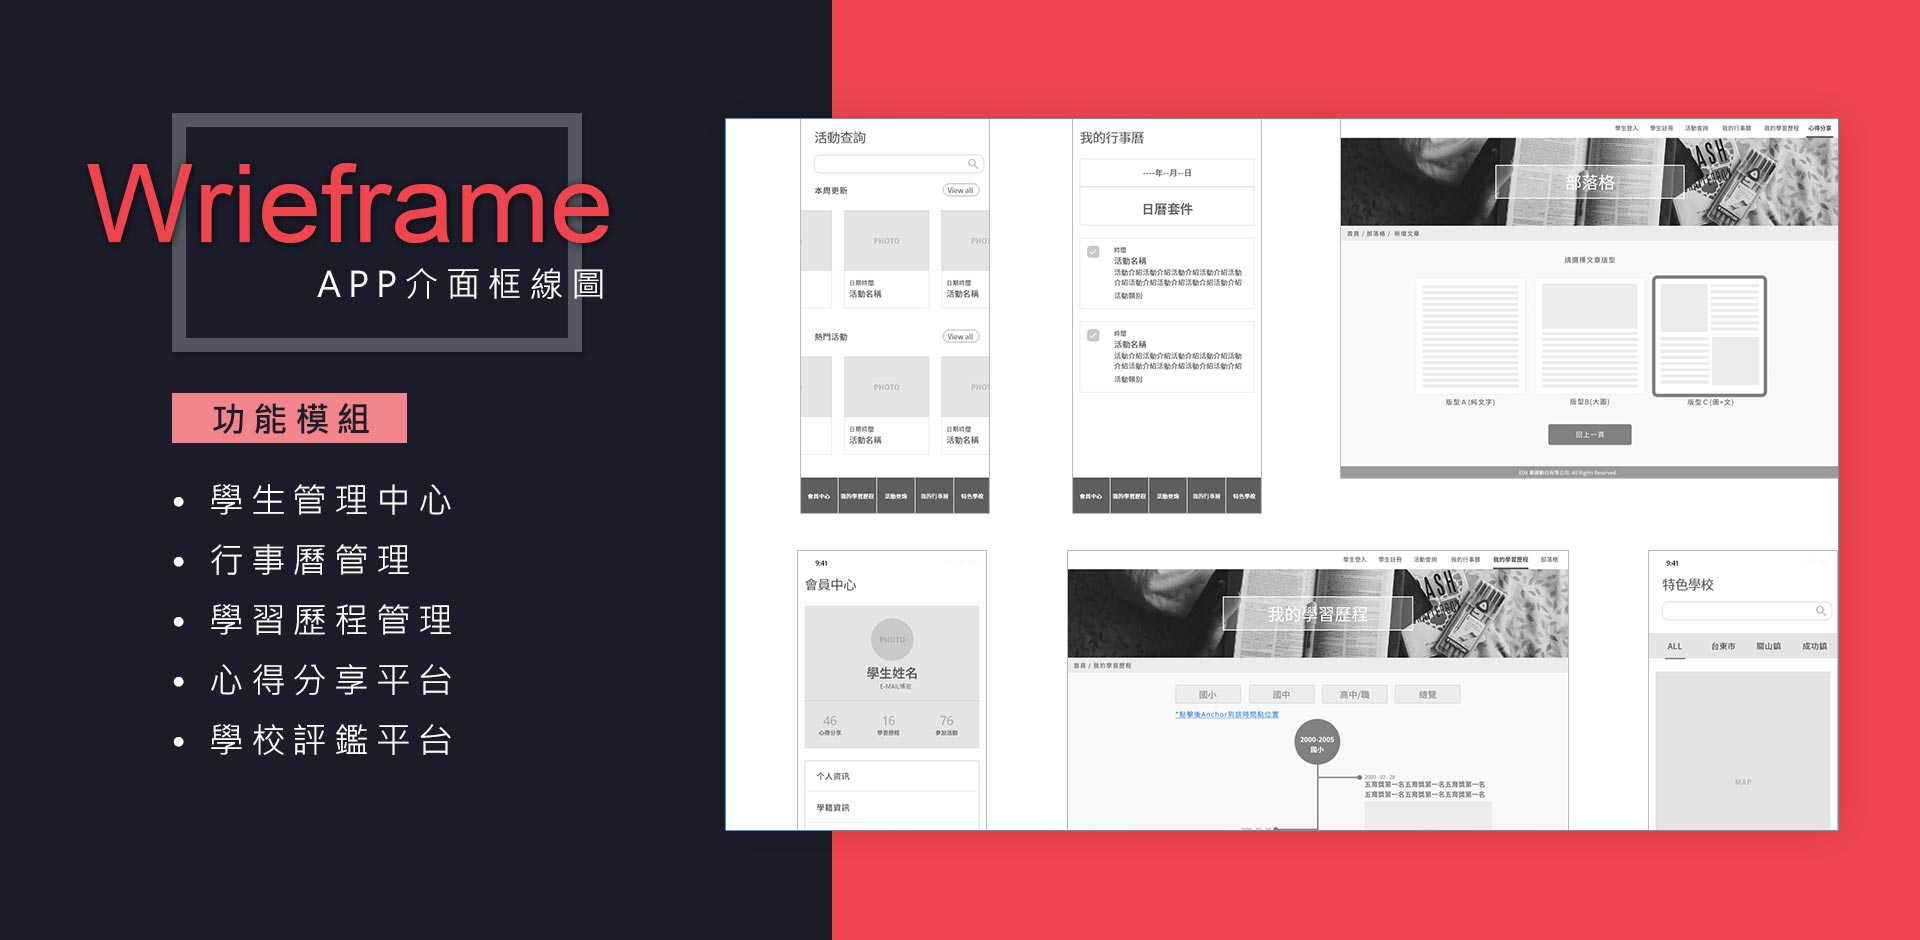 Wrieframe
APP介面框線圖
功能模組
• 學生管理中心
• 行事曆管理
• 學習歷程管理
• 心得分享平台
• 學校評鑑平台
活動查詢
本周更新
View all
PHOTO
PHO
日期時間
活動名稱
日期時間
活動名稱
熱門活動
View all
PHOTO
PHO
日期時間
活動名稱
日期時間
活動名稱
會員中心 我的學習歷程 活動查詢 我的行事曆 特色學校
我的行事曆
----年--月--日
日曆套件
時間
活動名稱
活動介紹活動介紹活動介紹活動介紹活動
介紹活動介紹活動介紹活動介紹活動介紹
活動類別
時間
活動名稱
活動介紹活動介紹活動介紹活動介紹活動
介紹活動介紹活動介紹活動介紹活動介紹
活動類別
會員中心 我的學習歷程 活動查詢 我的行事曆 特色學校
學生登入 學生註冊 活動查詢 我的行事曆 我的學習歷程 心得分享
部落格
首頁 / 部落格 / 新增文章
請選擇文章版型
版型A(純文字)
版型B(大圖)
版型C(圖+文)
回上一頁
All Rights Reserved.
9:41
會員中心
PHOTO
學生姓名
E-MAIL帳號
46 16 76
心得分享 學習歷程 參加活動
个人資訊
學籍資訊
學生登入 學生註冊 活動查詢 我的行事曆 我的學習歷程 部落格
我的學習歷程
首頁 / 我的學習歷程
國小 國中 高中/職 總覽
*點擊後Anchor到該時間點位置
2000-2005
國小
2000 - 02 - 28
五育獎第一名五育獎第一名五育獎第一名
五育獎第一名五育獎第一名五育獎第一名
9:41
特色學校
ALL 台東市 關山鎮 成功鎮
MAP